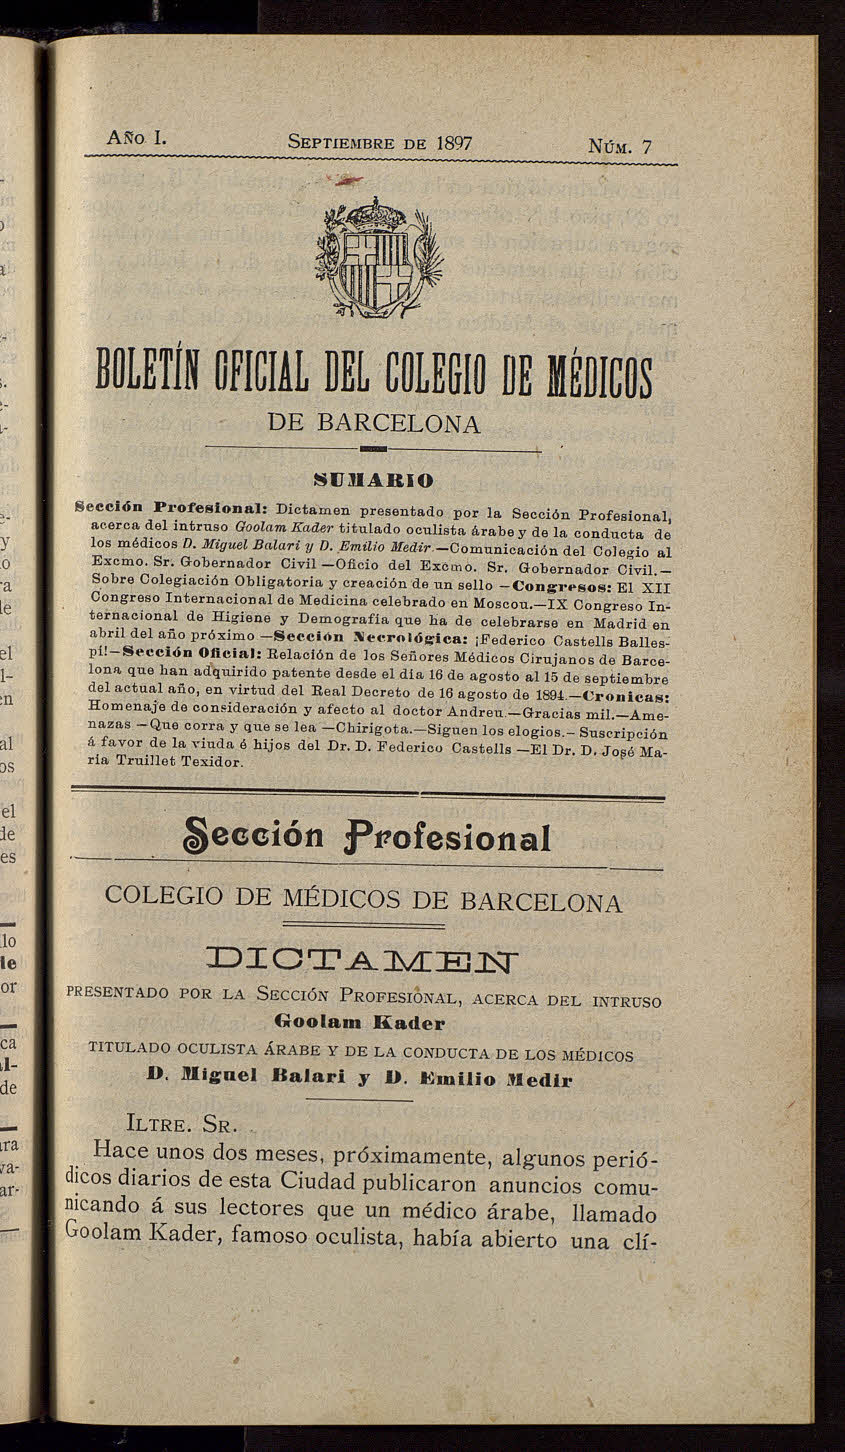 Año I.
Septiembre de 1897
Núm. 7
BOLETÍN OFICIAL DEL COLEGIO DE MÉDICOS
DE BARCELONA
SUMARIO
Sección Profesional: Dictamen presentado por la Sección Profesional,
acerca del intruso Goolam Kader titulado oculista árabe y de la conducta de
los médicos D. Miguel Balari y D. Emilio Medir.—Comunicación del Colegio al
Excmo. Sr. Gobernador Civil —Oficio del Excmo. Sr. Gobernador Civil.—
Sobre Colegiación Obligatoria y creación de un sello —Congresos: El XII
Congreso Internacional de Medicina celebrado en Moscou.—IX Congreso In-
ternacional de Higiene y Demografía que ha de celebrarse en Madrid en
abril del año próximo —Sección Necrológica: ¡Federico Castells Balles-
pí!—Sección Oficial: Relación de los Señores Médicos Cirujanos de Barce-
lona que han adquirido patente desde el día 16 de agosto al 15 de septiembre
del actual año, en virtud del Real Decreto de 16 agosto de 1894.—Cronicas:
Homenaje de consideración y afecto al doctor Andreu.—Gracias mil.—Ame-
nazas —Que corra y que se lea —Chirigota.—Siguen los elogios.- Suscripción
á favor de la viuda é hijos del Dr. D. Federico Castells —El Dr. D. José Ma-
ría Truillet Texidor.
Sección Profesional
COLEGIO DE MÉDICOS DE BARCELONA
DICTAMEN
presentado por la Sección Profesional, acerca del intruso
Goolam Kader
titulado oculista árabe y de la conducta de los médicos
D. Miguel Balari y D. Emilio Medir
Iltre. Sr.
Hace unos dos meses, próximamente, algunos perió-
dicos diarios de esta Ciudad publicaron anuncios comu-
nicando á sus lectores que un médico árabe, llamado
Goolam Kader, famoso oculista, había abierto una clí-